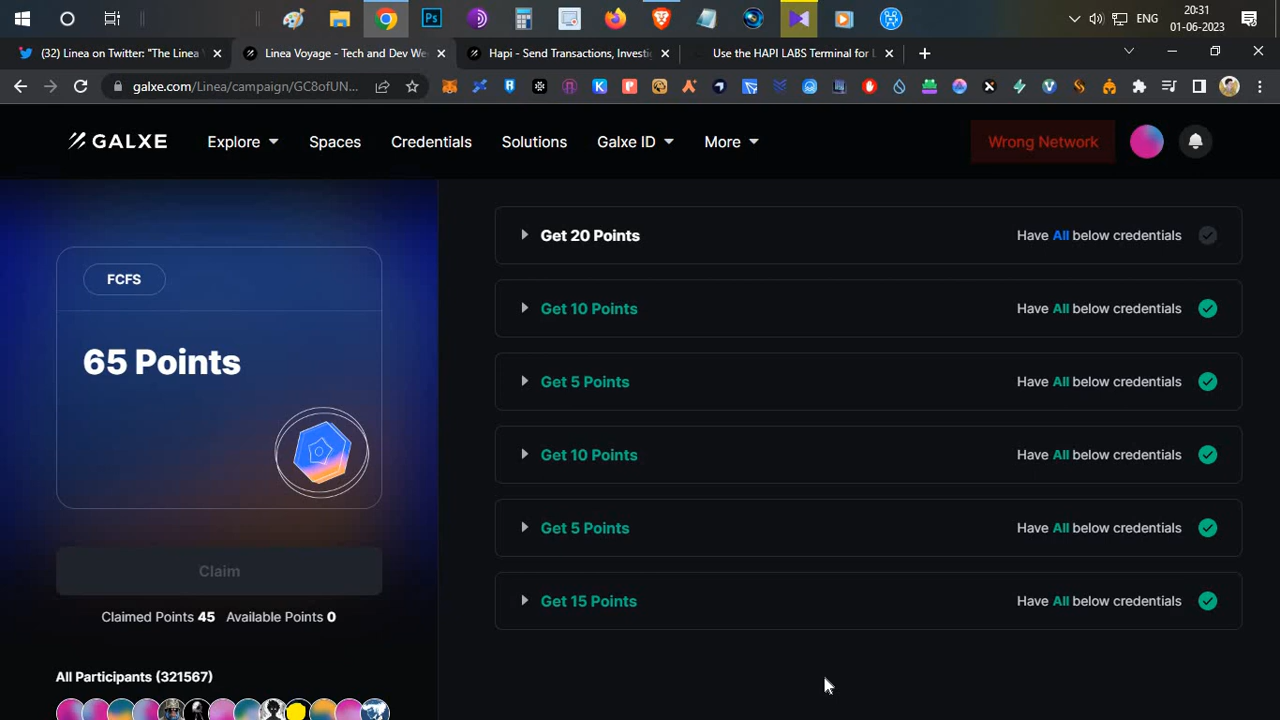 20:31
ENG
01-06-2023
(32) Linea on Twitter: "The Linea V
Linea Voyage - Tech and Dev We
Hapi - Send Transactions, Investig
Use the HAPI LABS Terminal for L
galxe.com/Linea/campaign/GC8ofUN...
GALXE
Explore
Spaces
Credentials
Solutions
Galxe ID
More
Wrong Network
FCFS
65 Points
Claim
Claimed Points 45 Available Points 0
All Participants (321567)
Get 20 Points
Have All below credentials
Get 10 Points
Have All below credentials
Get 5 Points
Have All below credentials
Get 10 Points
Have All below credentials
Get 5 Points
Have All below credentials
Get 15 Points
Have All below credentials